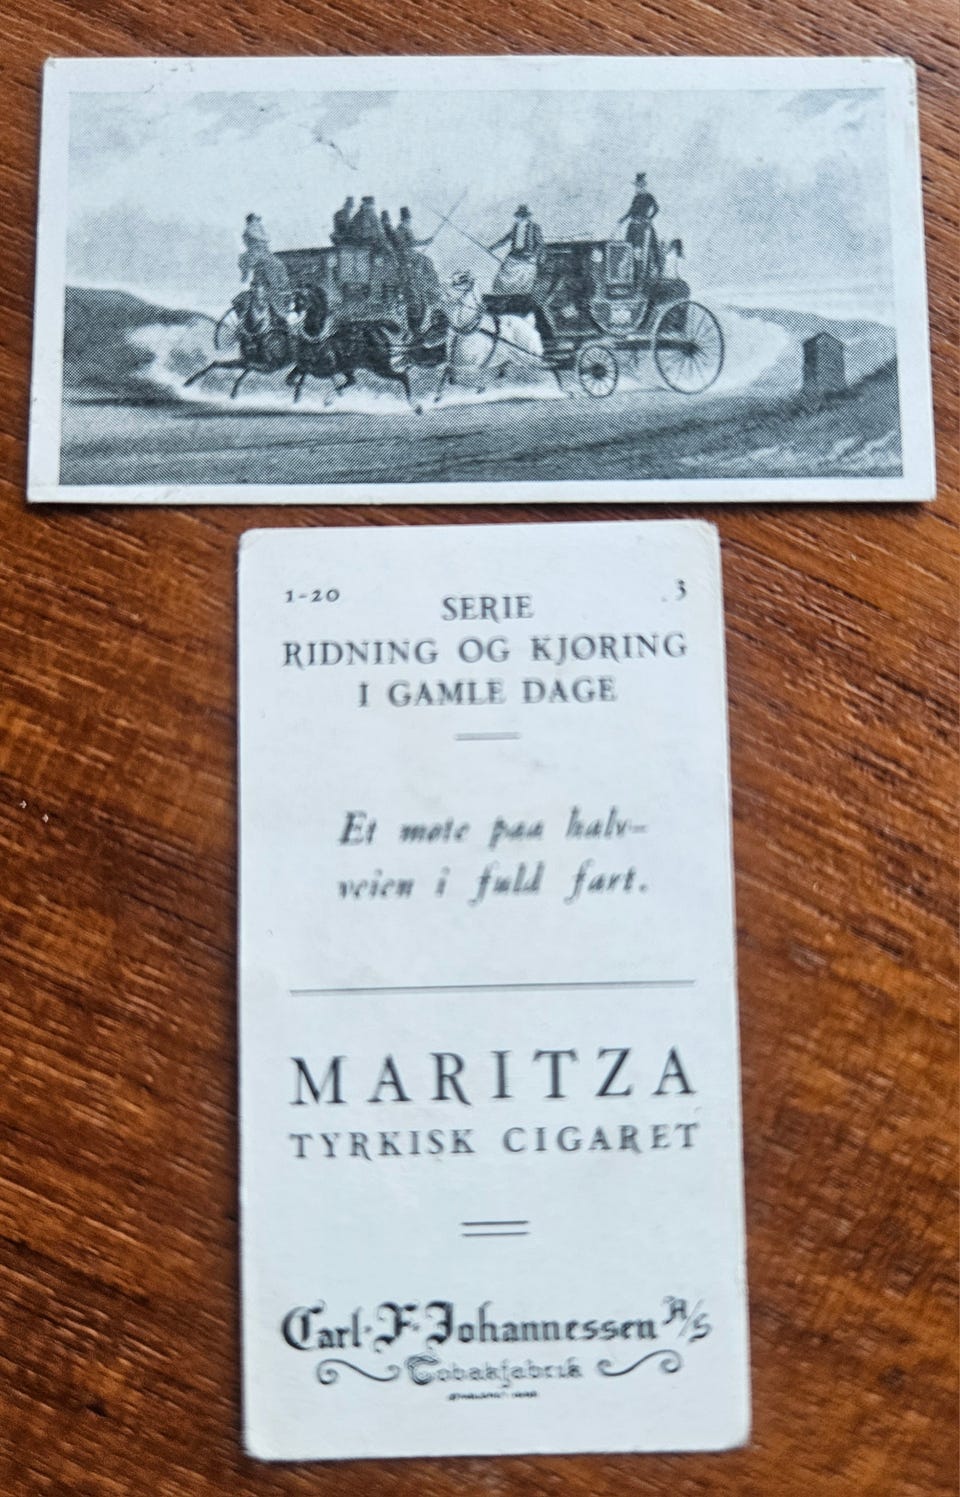 1-20
3
SERIE
RIDNING OG KJØRING
I GAMLE DAGE
Et møte paa halv-
veien i fuld fart.
MARITZA
TYRKISK CIGARET
Carl·F·Johannessen A/S
Tobakfabrik